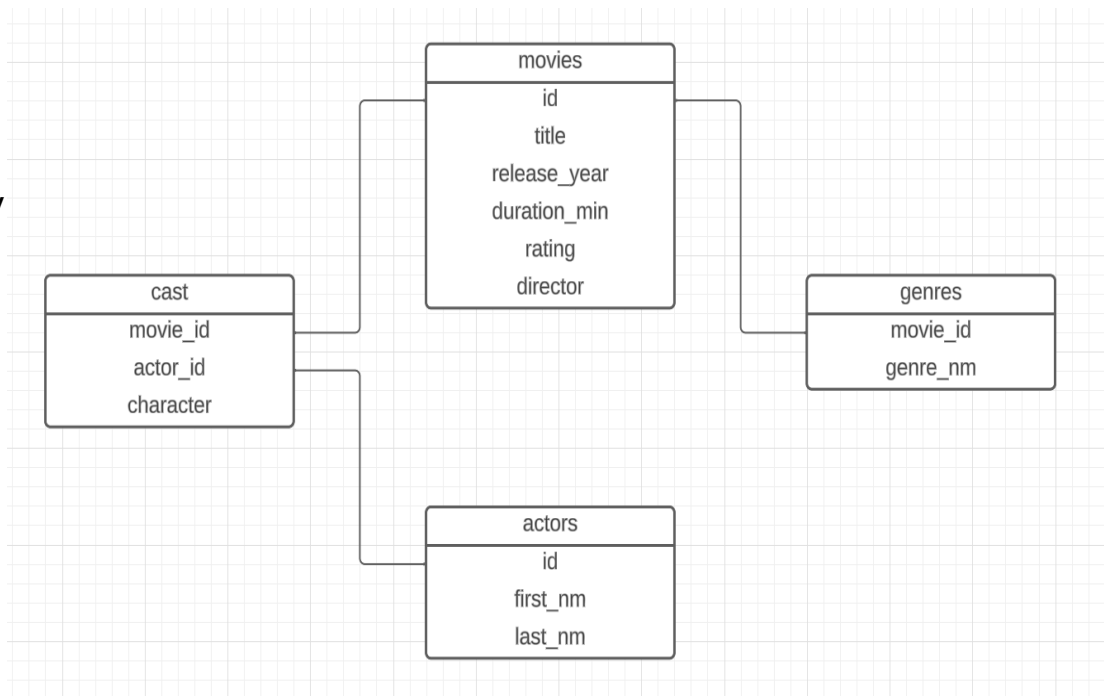 movies
id
title
release_year
duration_min
rating
director
cast
movie_id
actor_id
character
genres
movie_id
genre_nm
actors
id
first_nm
last_nm